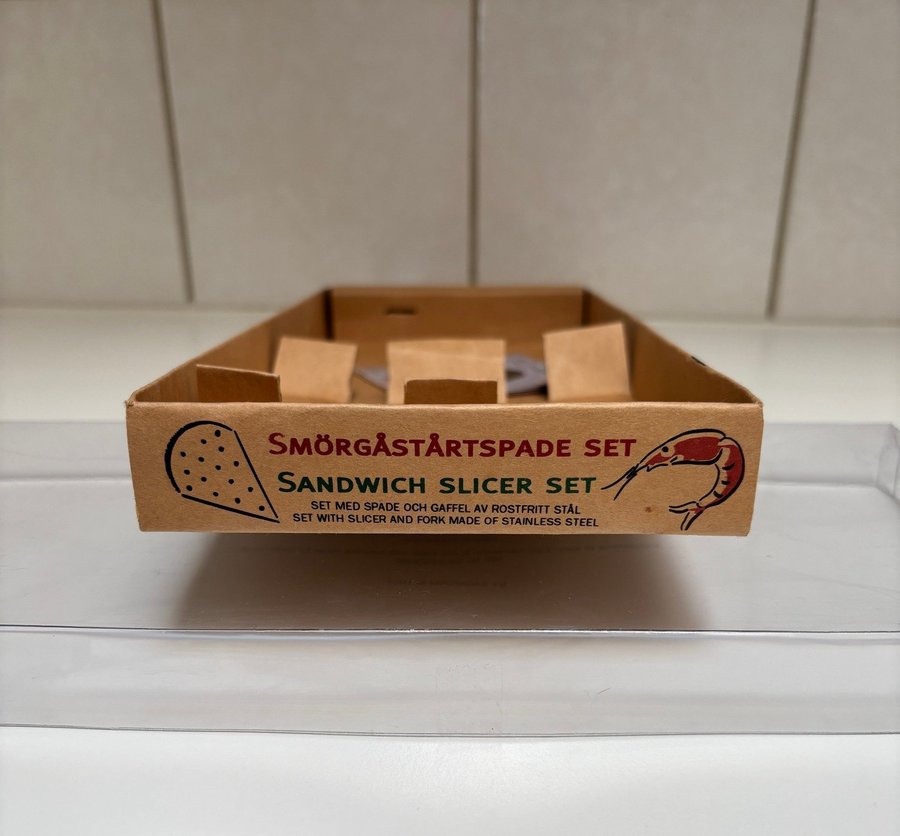 SMÖRGÅSTÅRTSPADE SET
SANDWICH SLICER SET
SET MED SPADE OCH GAFFEL AV ROSTFRITT STÅL
SET WITH SLICER AND FORK MADE OF STAINLESS STEEL